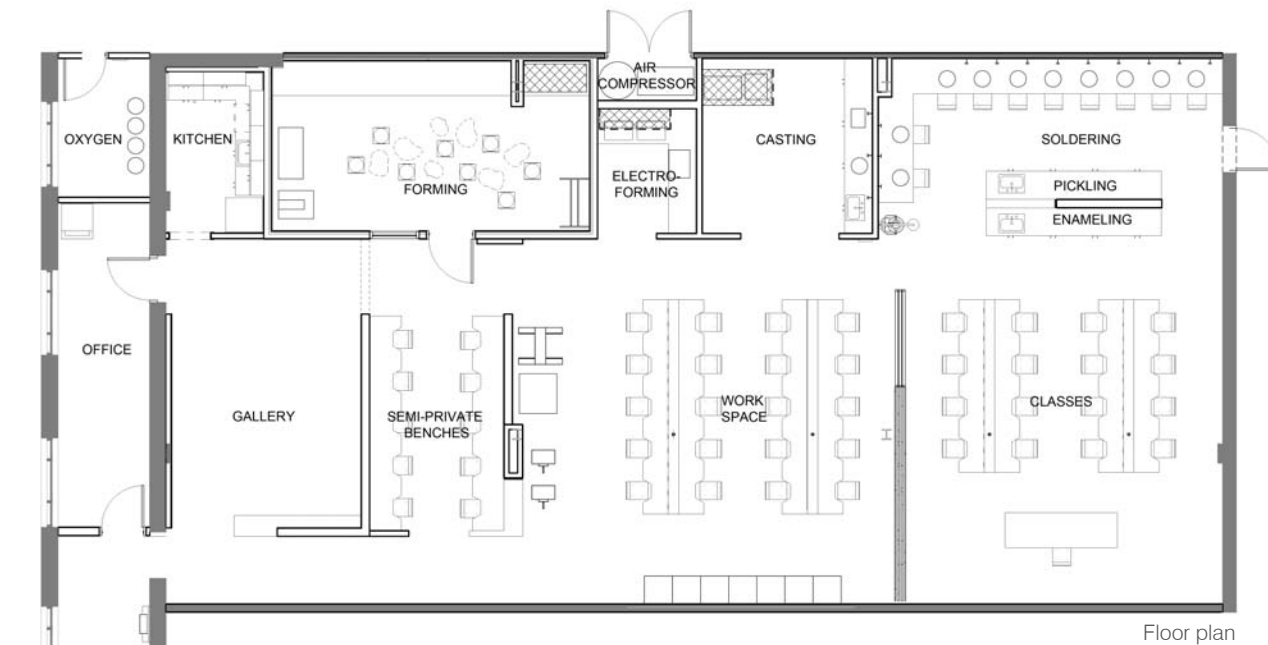 AIR
COMPRESSOR
OXYGEN
KITCHEN
CASTING
SOLDERING
FORMING
ELECTRO-
FORMING
PICKLING
ENAMELING
OFFICE
GALLERY
SEMI-PRIVATE
BENCHES
WORK
SPACE
CLASSES
Floor plan